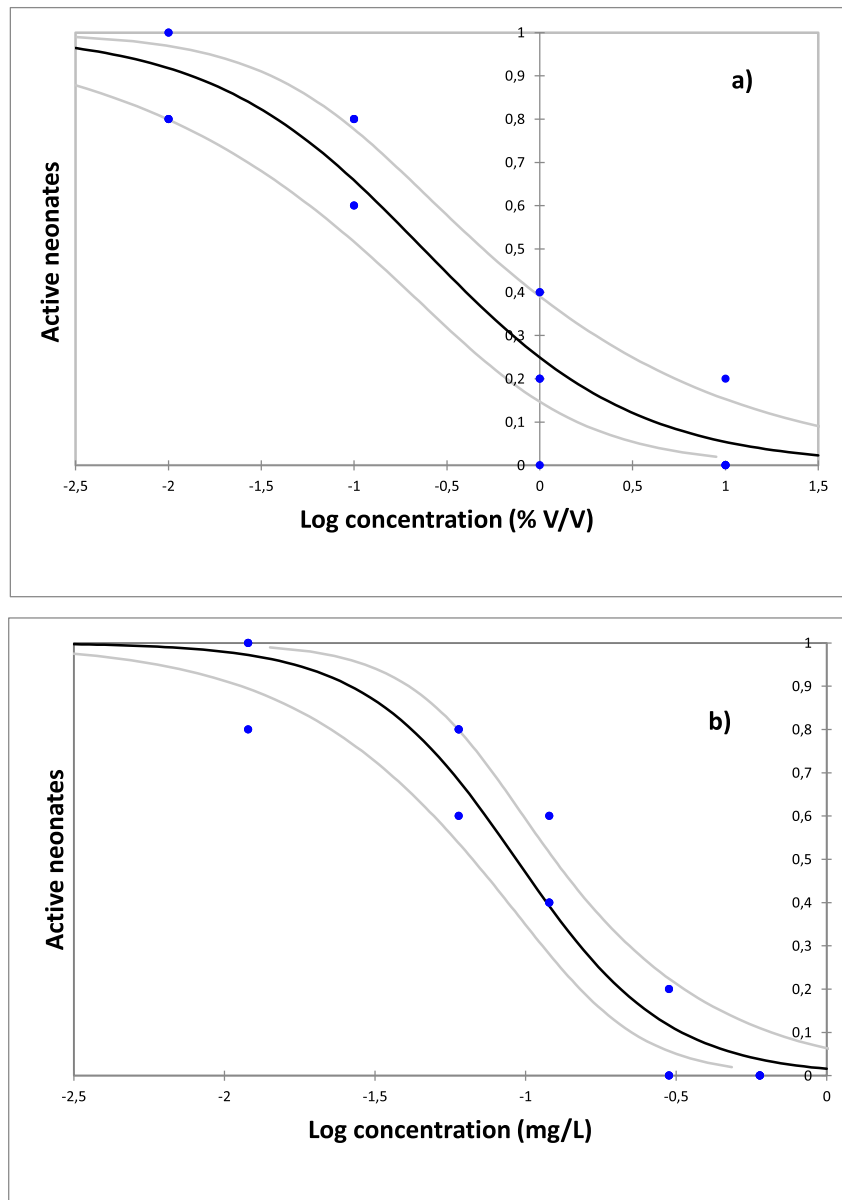 a)
Active neonates
1
0,9
0,8
0,7
0,6
0,5
0,4
0,3
0,2
0,1
0
-2,5 -2 -1,5 -1 -0,5 0 0,5 1 1,5
Log concentration (% V/V)
b)
Active neonates
1
0,9
0,8
0,7
0,6
0,5
0,4
0,3
0,2
0,1
0
-2,5 -2 -1,5 -1 -0,5 0
Log concentration (mg/L)